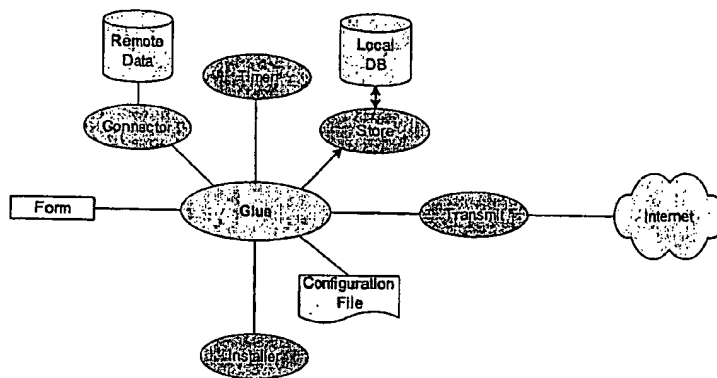 Remote
Data
Local
DB
Timer
Connector
Store
Form
Glue
Transmit
Internet
Configuration
File
Installer